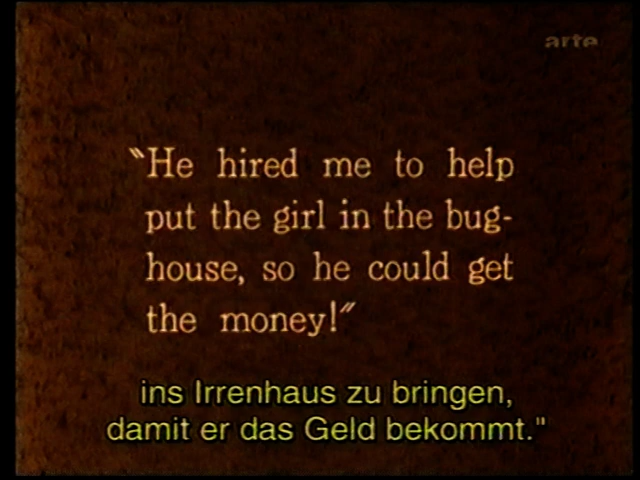 arte
"He hired me to help
put the girl in the bug-
house, so he could get
the money!"
ins Irrenhaus zu bringen,
damit er das Geld bekommt."